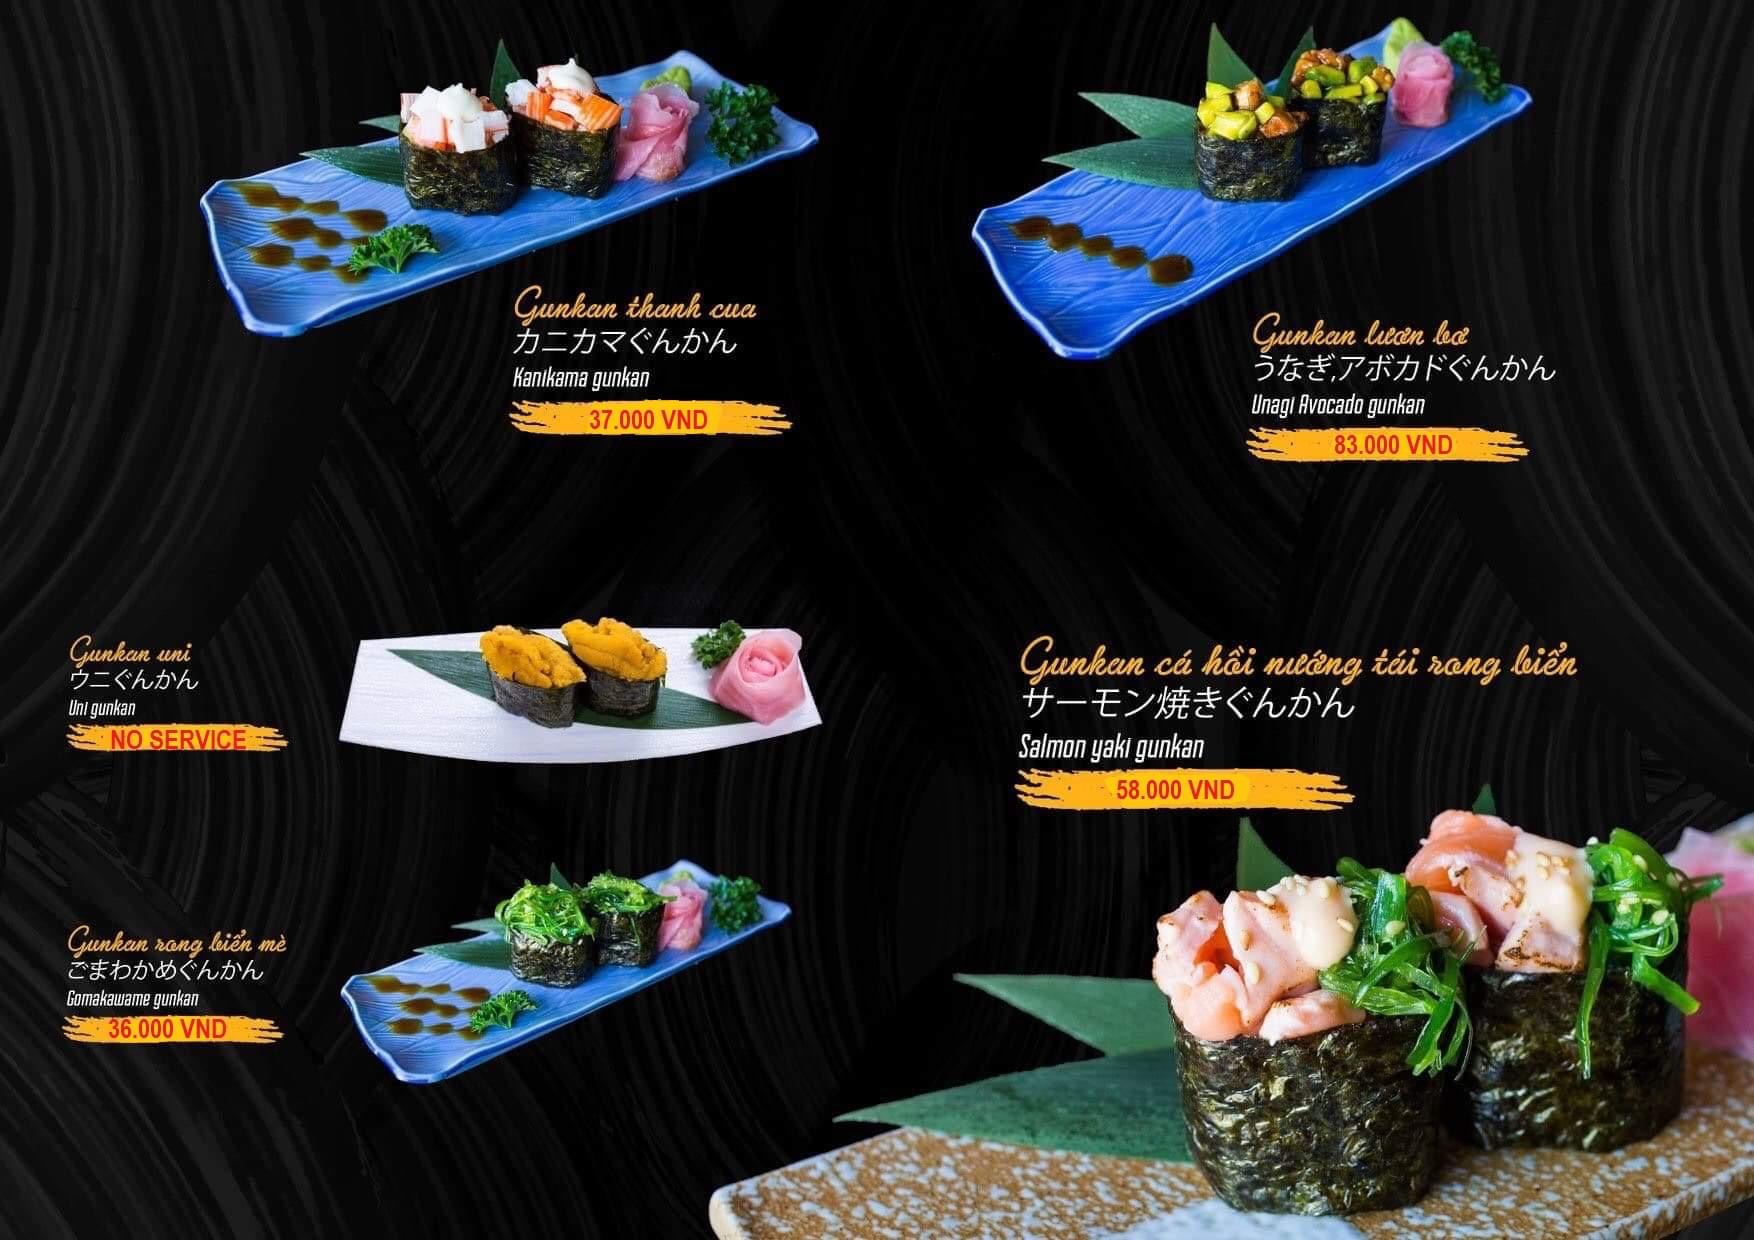 Gunkan thanh cua
カニカマぐんかん
Kanikama gunkan
37.000 VND
Gunkan lươn bơ
うなぎ,アボカドぐんかん
Unagi Avocado gunkan
83.000 VND
Gunkan uni
ウニぐんかん
Uni gunkan
NO SERVICE
Gunkan cá hồi nướng tái rong biển
サーモン焼きぐんかん
Salmon yaki gunkan
58.000 VND
Gunkan rong biển mè
ごまわかめぐんかん
Gomakawame gunkan
36.000 VND